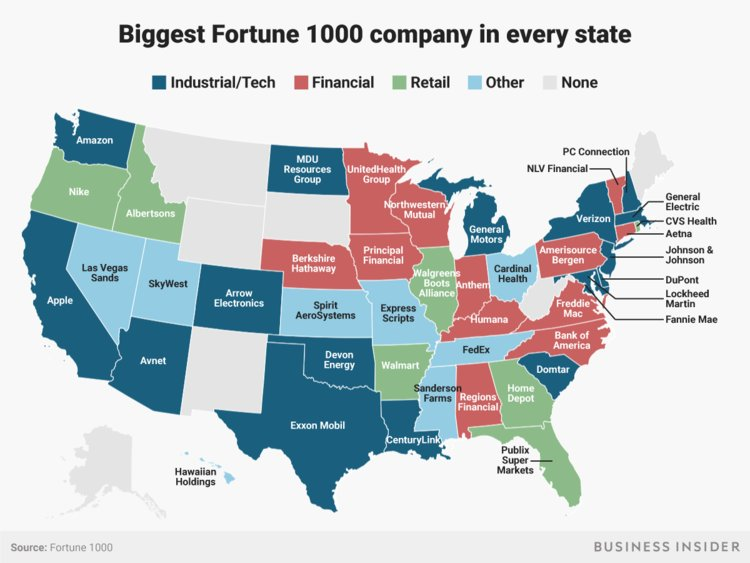 Biggest Fortune 1000 company in every state
Industrial/Tech Financial Retail Other None
Amazon
Nike
Albertsons
Apple
Las Vegas
Sands
SkyWest
Arrow
Electronics
Avnet
MDU
Resources
Group
Berkshire
Hathaway
Spirit
AeroSystems
Devon
Energy
Exxon Mobil
UnitedHealth
Group
Principal
Financial
Express
Scripts
Walmart
CenturyLink
Northwestern
Mutual
Walgreens
Boots
Alliance
General
Motors
Anthem
Cardinal
Health
Humana
FedEx
Sanderson
Farms
Regions
Financial
Home
Depot
Publix
Super
Markets
Domtar
Bank of
America
Freddie
Mac
Amerisource
Bergen
Verizon
PC Connection
NLV Financial
General
Electric
CVS Health
Aetna
Johnson &
Johnson
DuPont
Lockheed
Martin
Fannie Mae
Hawaiian
Holdings
Source: Fortune 1000
BUSINESS INSIDER